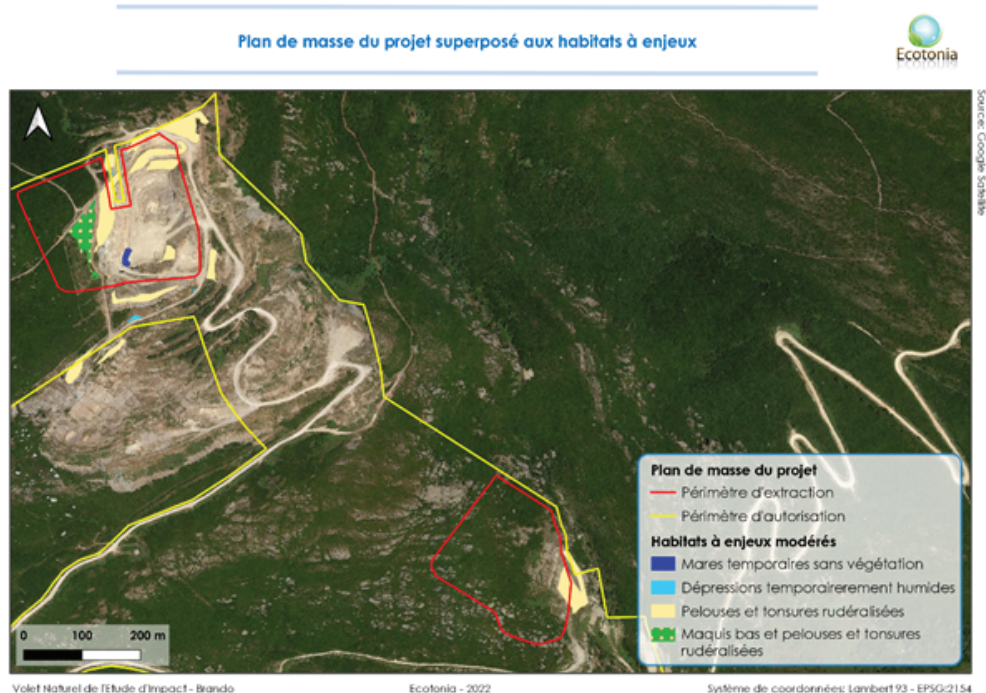 Plan de masse du projet superposé aux habitats à enjeux
Ecotonia
Source: Google Satellite
Plan de masse du projet
Périmètre d'extraction
Périmètre d'autorisation
Habitats à enjeux modérés
Mares temporaires sans végétation
Dépressions temporairerement humides
Pelouses et tonsures rudéralisées
Maquis bas et pelouses et tonsures
rudéralisées
0 100 200 m
Volet Naturel de l'Etude d'Impact - Brando
Ecotonia - 2022
Système de coordonnées: Lambert 93 - EPSG:2154